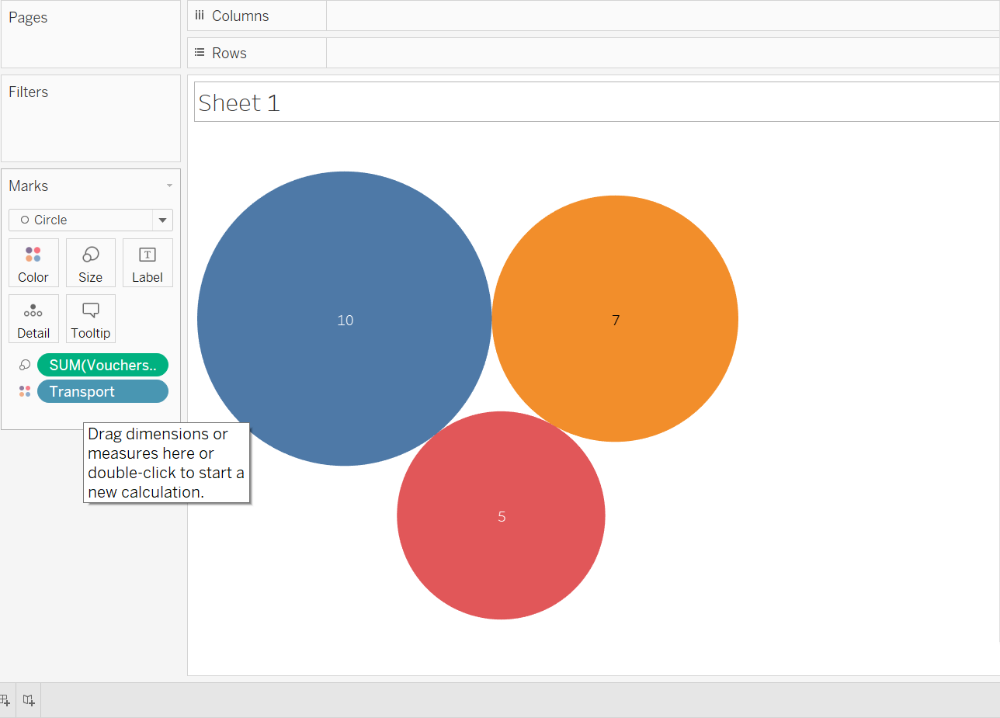 Pages
Columns
Rows
Filters
Sheet 1
Marks
Circle
Color
Size
T
Label
Detail
Tooltip
SUM(Vouchers..
Transport
Drag dimensions or
measures here or
double-click to start a
new calculation.
10
7
5